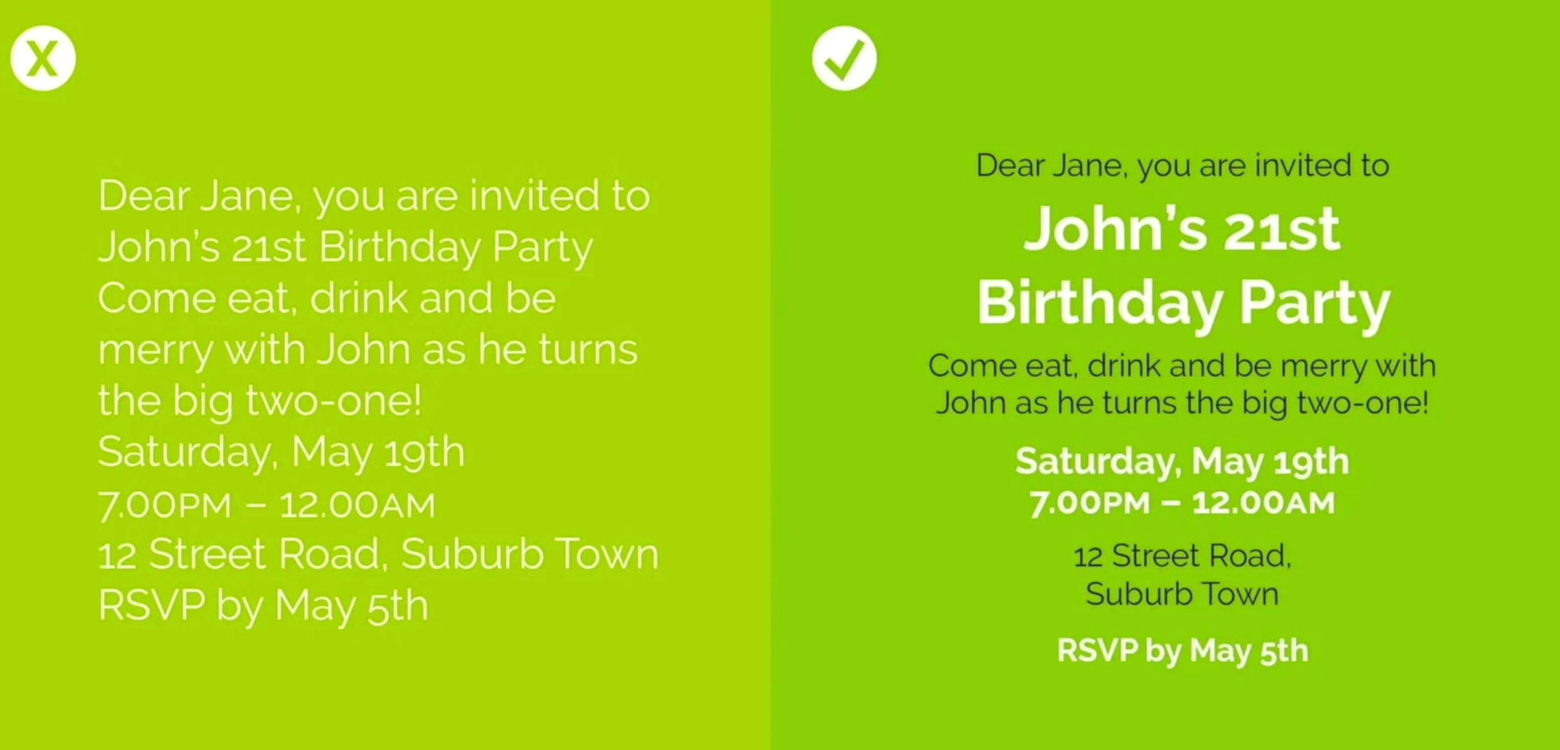 X
Dear Jane, you are invited to
John's 21st Birthday Party
Come eat, drink and be
merry with John as he turns
the big two-one!
Saturday, May 19th
7.00PM – 12.00AM
12 Street Road, Suburb Town
RSVP by May 5th
Dear Jane, you are invited to
John's 21st
Birthday Party
Come eat, drink and be merry with
John as he turns the big two-one!
Saturday, May 19th
7.00PM – 12.00AM
12 Street Road,
Suburb Town
RSVP by May 5th